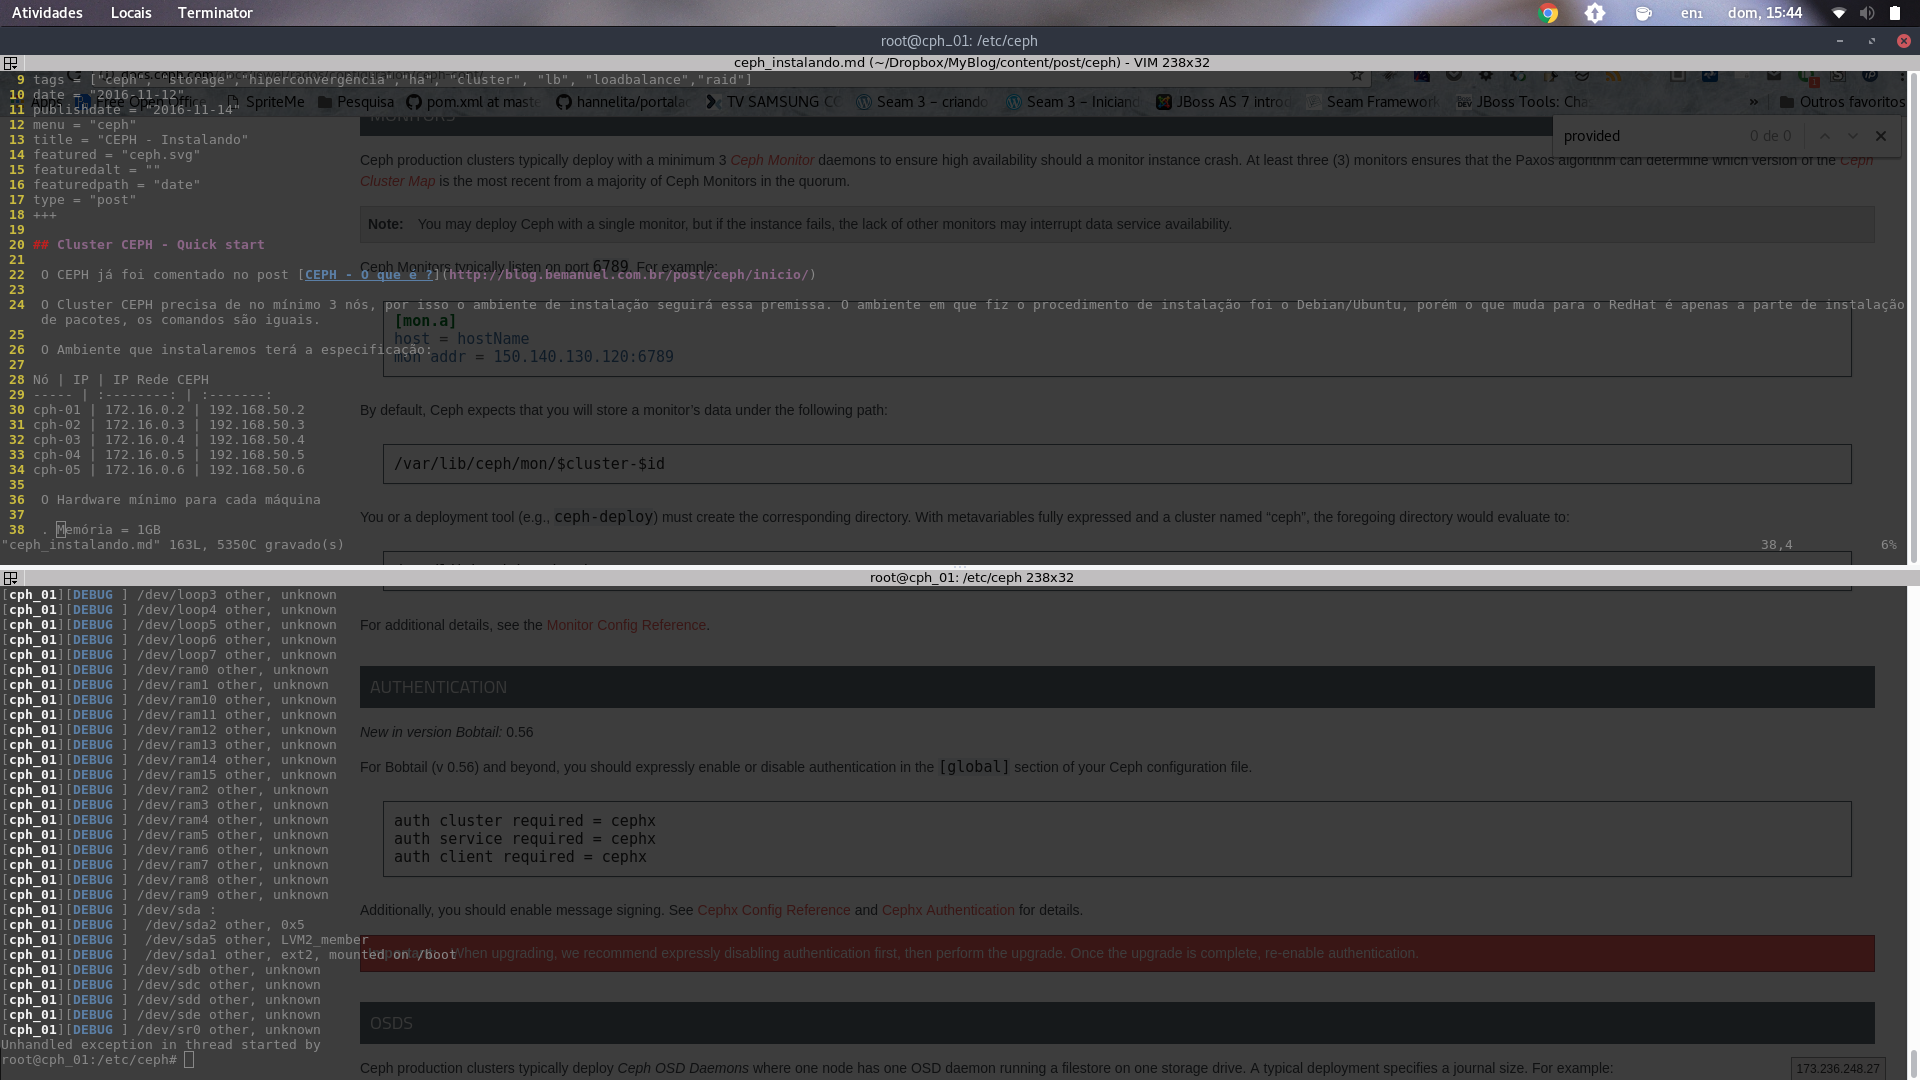 Atividades Locais Terminator en₁ dom, 15:44
root@cph_01: /etc/ceph
ceph_instalando.md (~/Dropbox/MyBlog/content/post/ceph) - VIM 238x32
9 tags = ["ceph", "storage","hiperconvergência","ha", "cluster", "lb", "loadbalance","raid"]
10 date = "2016-11-12"
Apps Free Open Office SpriteMe Pesquisa pom.xml at maste hannelita/portalac TV SAMSUNG CO Seam 3 - criando Seam 3 - Iniciand JBoss AS 7 introd Seam Framework JBoss Tools: Cha » Outros favoritos
11 publishdate = "2016-11-14"
12 menu = "ceph"
13 title = "CEPH - Instalando"
14 featured = "ceph.svg"
15 featuredalt = ""
16 featuredpath = "date"
17 type = "post"
18 +++
19
20 ## Cluster CEPH - Quick start
21
22 O CEPH já foi comentado no post [CEPH - O que e ?](http://blog.bemanuel.com.br/post/ceph/inicio/)
23
24 O Cluster CEPH precisa de no mínimo 3 nós, por isso o ambiente de instalação seguirá essa premissa. O ambiente em que fiz o procedimento de instalação foi o Debian/Ubuntu, porém o que muda para o RedHat é apenas a parte de instalação
de pacotes, os comandos são iguais.
25
26 O Ambiente que instalaremos terá a especificação:
27
28 Nó | IP | IP Rede CEPH
29 ----- | :--------: | :-------:
30 cph-01 | 172.16.0.2 | 192.168.50.2
31 cph-02 | 172.16.0.3 | 192.168.50.3
32 cph-03 | 172.16.0.4 | 192.168.50.4
33 cph-04 | 172.16.0.5 | 192.168.50.5
34 cph-05 | 172.16.0.6 | 192.168.50.6
35
36 O Hardware mínimo para cada máquina
37
38 . Memória = 1GB
"ceph_instalando.md" 163L, 5350C gravado(s) 38,4 6%
provided 0 de 0
MONITORS
Ceph production clusters typically deploy with a minimum 3 Ceph Monitor daemons to ensure high availability should a monitor instance crash. At least three (3) monitors ensures that the Paxos algorithm can determine which version of the Ceph
Cluster Map is the most recent from a majority of Ceph Monitors in the quorum.
Note: You may deploy Ceph with a single monitor, but if the instance fails, the lack of other monitors may interrupt data service availability.
Ceph Monitors typically listen on port 6789. For example:
[mon.a]
host = hostName
mon addr = 150.140.130.120:6789
By default, Ceph expects that you will store a monitor's data under the following path:
/var/lib/ceph/mon/$cluster-$id
You or a deployment tool (e.g., ceph-deploy) must create the corresponding directory. With metavariables fully expressed and a cluster named “ceph”, the foregoing directory would evaluate to:
root@cph_01: /etc/ceph 238x32
[cph_01][DEBUG ] /dev/loop3 other, unknown
[cph_01][DEBUG ] /dev/loop4 other, unknown
[cph_01][DEBUG ] /dev/loop5 other, unknown
[cph_01][DEBUG ] /dev/loop6 other, unknown
[cph_01][DEBUG ] /dev/loop7 other, unknown
[cph_01][DEBUG ] /dev/ram0 other, unknown
[cph_01][DEBUG ] /dev/ram1 other, unknown
[cph_01][DEBUG ] /dev/ram10 other, unknown
[cph_01][DEBUG ] /dev/ram11 other, unknown
[cph_01][DEBUG ] /dev/ram12 other, unknown
[cph_01][DEBUG ] /dev/ram13 other, unknown
[cph_01][DEBUG ] /dev/ram14 other, unknown
[cph_01][DEBUG ] /dev/ram15 other, unknown
[cph_01][DEBUG ] /dev/ram2 other, unknown
[cph_01][DEBUG ] /dev/ram3 other, unknown
[cph_01][DEBUG ] /dev/ram4 other, unknown
[cph_01][DEBUG ] /dev/ram5 other, unknown
[cph_01][DEBUG ] /dev/ram6 other, unknown
[cph_01][DEBUG ] /dev/ram7 other, unknown
[cph_01][DEBUG ] /dev/ram8 other, unknown
[cph_01][DEBUG ] /dev/ram9 other, unknown
[cph_01][DEBUG ] /dev/sda :
[cph_01][DEBUG ]  /dev/sda2 other, 0x5
[cph_01][DEBUG ]  /dev/sda5 other, LVM2_member
[cph_01][DEBUG ]  /dev/sda1 other, ext2, mounted on /boot
[cph_01][DEBUG ] /dev/sdb other, unknown
[cph_01][DEBUG ] /dev/sdc other, unknown
[cph_01][DEBUG ] /dev/sdd other, unknown
[cph_01][DEBUG ] /dev/sde other, unknown
[cph_01][DEBUG ] /dev/sr0 other, unknown
Unhandled exception in thread started by
root@cph_01:/etc/ceph#
For additional details, see the Monitor Config Reference.
AUTHENTICATION
New in version Bobtail: 0.56
For Bobtail (v 0.56) and beyond, you should expressly enable or disable authentication in the [global] section of your Ceph configuration file.
auth cluster required = cephx
auth service required = cephx
auth client required = cephx
Additionally, you should enable message signing. See Cephx Config Reference and Cephx Authentication for details.
When upgrading, we recommend expressly disabling authentication first, then perform the upgrade. Once the upgrade is complete, re-enable authentication.
OSDS
Ceph production clusters typically deploy Ceph OSD Daemons where one node has one OSD daemon running a filestore on one storage drive. A typical deployment specifies a journal size. For example:
173.236.248.27